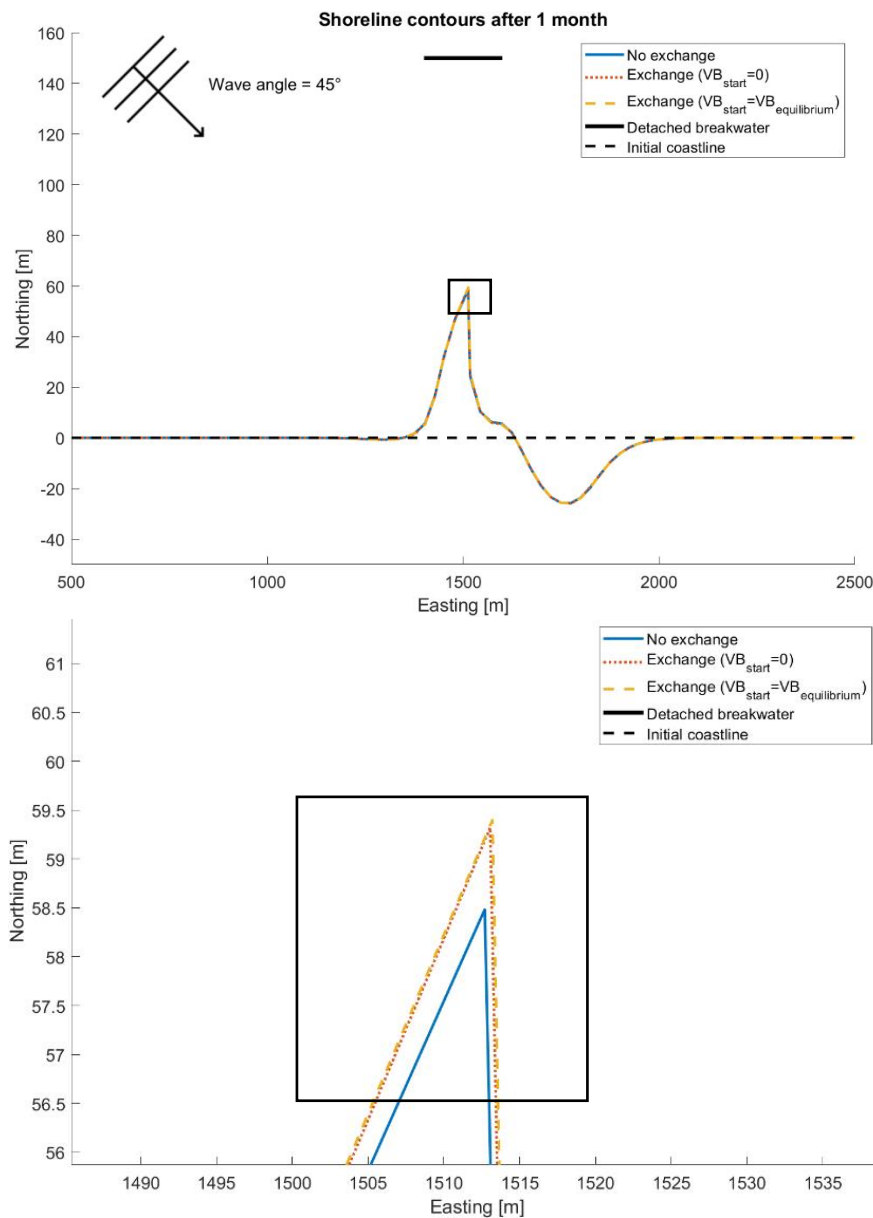 Shoreline contours after 1 month
160
140
120
100
80
60
40
20
0
-20
-40
Northing [m]
Wave angle = 45°
No exchange
Exchange (VBstart=0)
Exchange (VBstart=VBequilibrium)
Detached breakwater
Initial coastline
500 1000 1500 2000 2500
Easting [m]
61
60.5
60
59.5
59
58.5
58
57.5
57
56.5
56
Northing [m]
No exchange
Exchange (VBstart=0)
Exchange (VBstart=VBequilibrium)
Detached breakwater
Initial coastline
1490 1495 1500 1505 1510 1515 1520 1525 1530 1535
Easting [m]